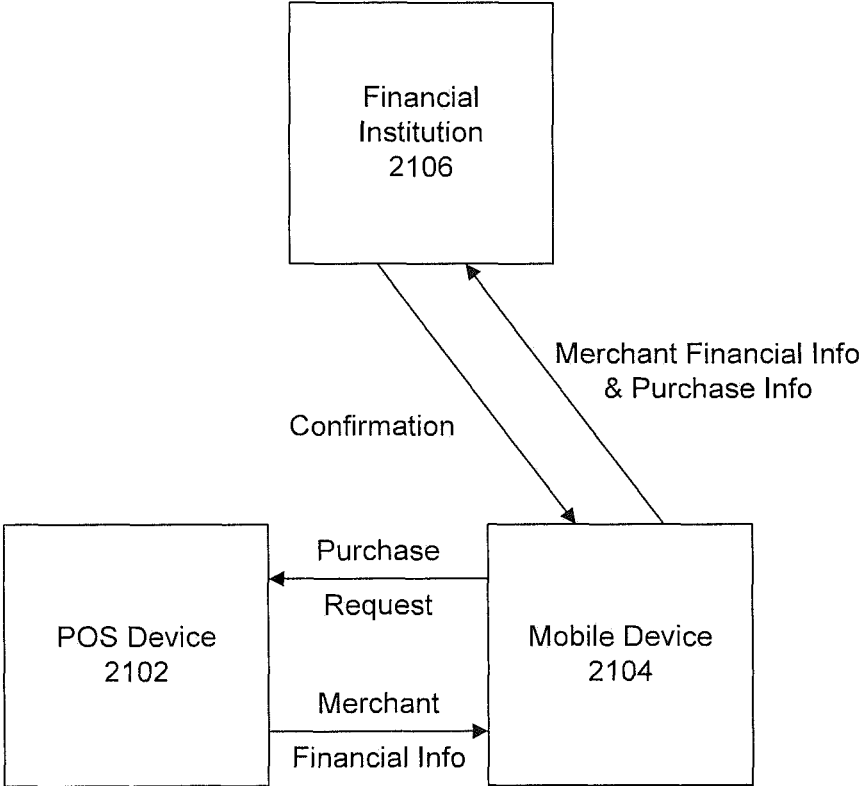 Financial
Institution
2106
Merchant Financial Info
& Purchase Info
Confirmation
Purchase
Request
POS Device
2102
Mobile Device
2104
Merchant
Financial Info